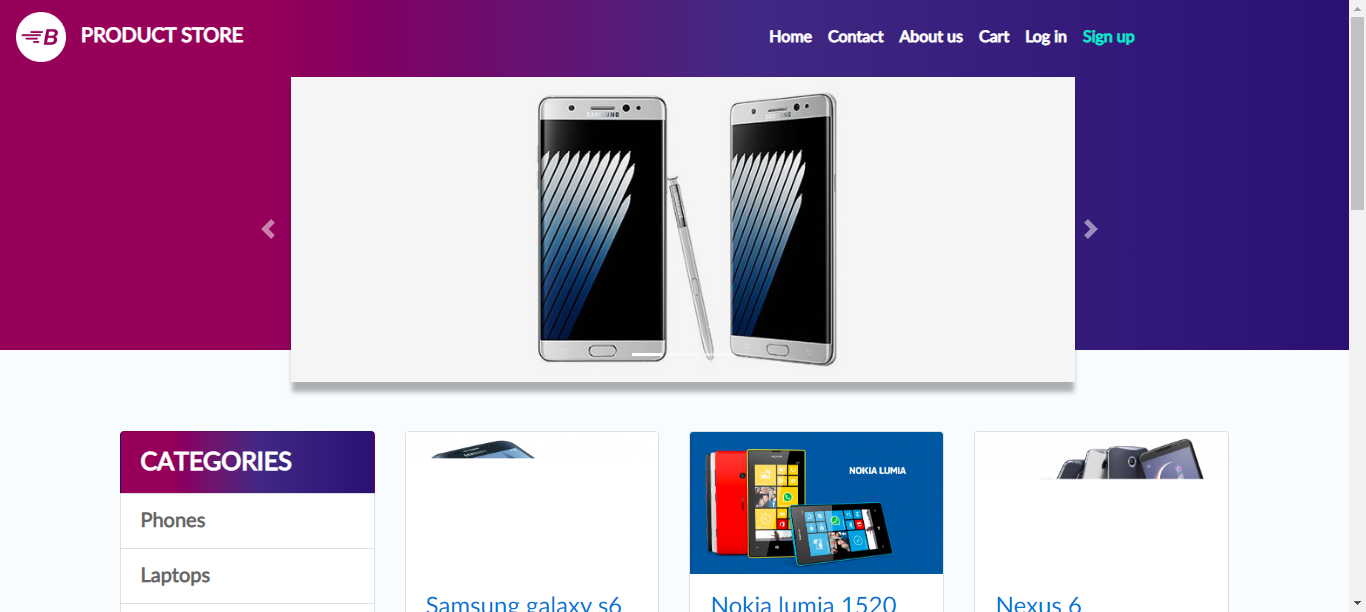 B PRODUCT STORE
Home Contact About us Cart Log in Sign up
SAMSUNG
SAMSUNG
CATEGORIES
Phones
Laptops
NOKIA LUMIA
Samsung galaxy s6
Nokia lumia 1520
Nexus 6